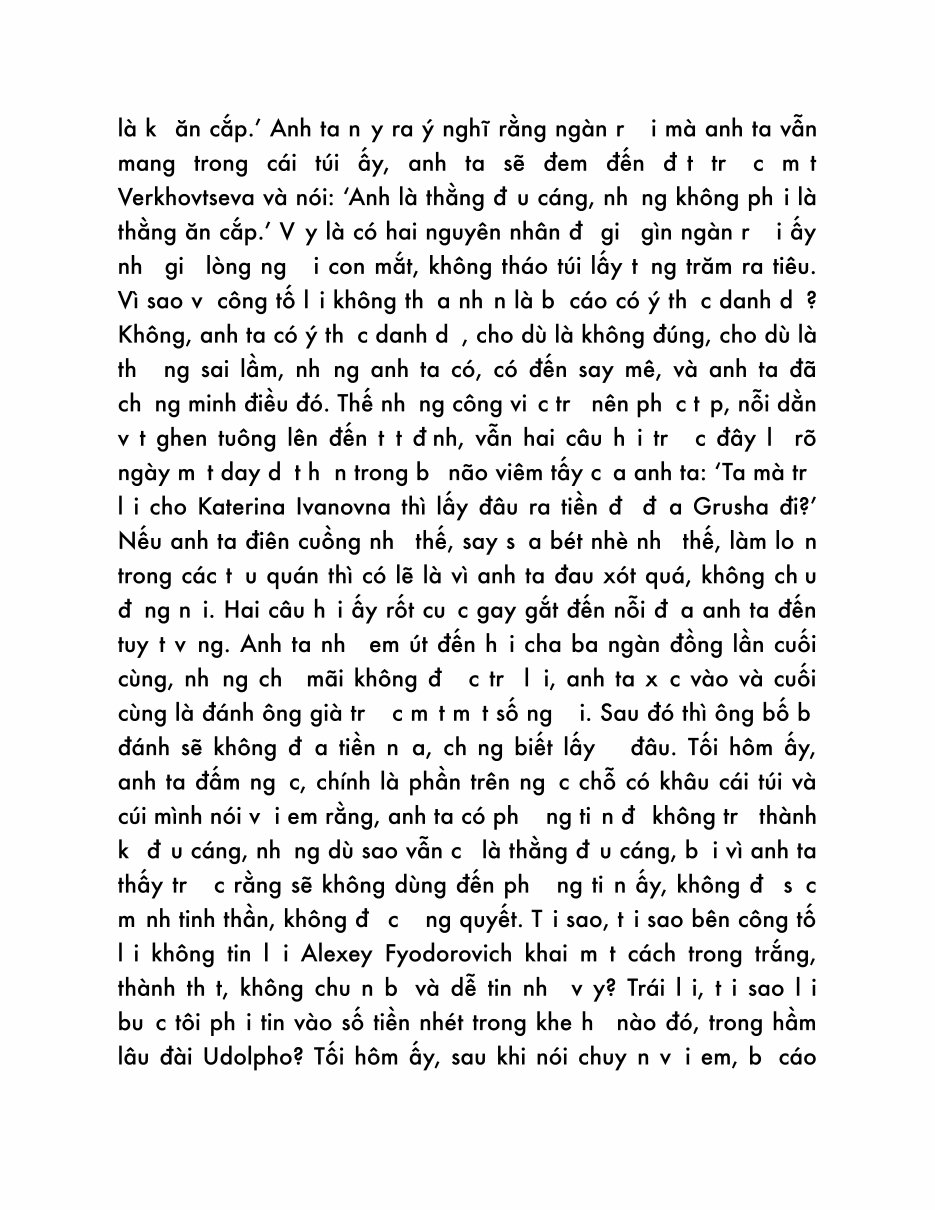 là k ăn cắp.’ Anh ta n y ra ý nghĩ rằng ngàn r i mà anh ta vẫn
mang trong cái túi ấy, anh ta sẽ đem đến đ t tr c m t
Verkhovtseva và nói: ‘Anh là thằng đ u cáng, nh ng không ph i là
thằng ăn cắp.’ V y là có hai nguyên nhân đ gi gìn ngàn r i ấy
nh gi lòng ng i con mắt, không tháo túi lấy t ng trăm ra tiêu.
Vì sao v công tố l i không th a nh n là b cáo có ý th c danh d ?
Không, anh ta có ý th c danh d , cho dù là không đúng, cho dù là
th ng sai lầm, nh ng anh ta có, có đến say mê, và anh ta đã
ch ng minh điều đó. Thế nh ng công vi c tr nên ph c t p, nỗi dằn
v t ghen tuông lên đến t t đ nh, vẫn hai câu h i tr c đây l rõ
ngày m t day d t h n trong b não viêm tấy c a anh ta: ‘Ta mà tr
l i cho Katerina Ivanovna thì lấy đâu ra tiền đ đ a Grusha đi?’
Nếu anh ta điên cuồng nh thế, say s a bét nhè nh thế, làm lo n
trong các t u quán thì có lẽ là vì anh ta đau xót quá, không ch u
đ ng n i. Hai câu h i ấy rốt cu c gay gắt đến nỗi đ a anh ta đến
tuy t v ng. Anh ta nh em út đến h i cha ba ngàn đồng lần cuối
cùng, nh ng ch mãi không đ c tr l i, anh ta x c vào và cuối
cùng là đánh ông già tr c m t m t số ng i. Sau đó thì ông bố b
đánh sẽ không đ a tiền n a, ch ng biết lấy đâu. Tối hôm ấy,
anh ta đấm ng c, chính là phần trên ng c chỗ có khâu cái túi và
cúi mình nói v i em rằng, anh ta có ph ng ti n đ không tr thành
k đ u cáng, nh ng dù sao vẫn c là thằng đ u cáng, b i vì anh ta
thấy tr c rằng sẽ không dùng đến ph ng ti n ấy, không đ s c
m nh tinh thần, không đ c ng quyết. T i sao, t i sao bên công tố
l i không tin l i Alexey Fyodorovich khai m t cách trong trắng,
thành th t, không chu n b và dễ tin nh v y? Trái l i, t i sao l i
bu c tôi ph i tin vào số tiền nhét trong khe h nào đó, trong hầm
lâu đài Udolpho? Tối hôm ấy, sau khi nói chuy n v i em, b cáo